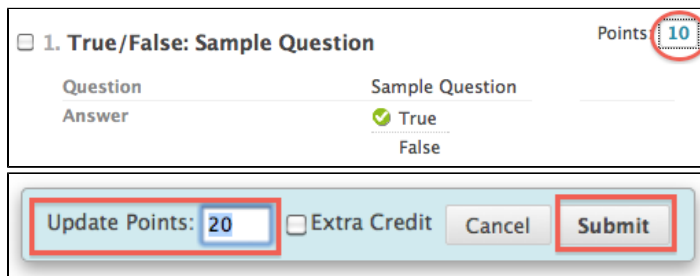 1. True/False: Sample Question Points: 10
Question Sample Question
Answer True
False
Update Points: 20 Extra Credit Cancel Submit